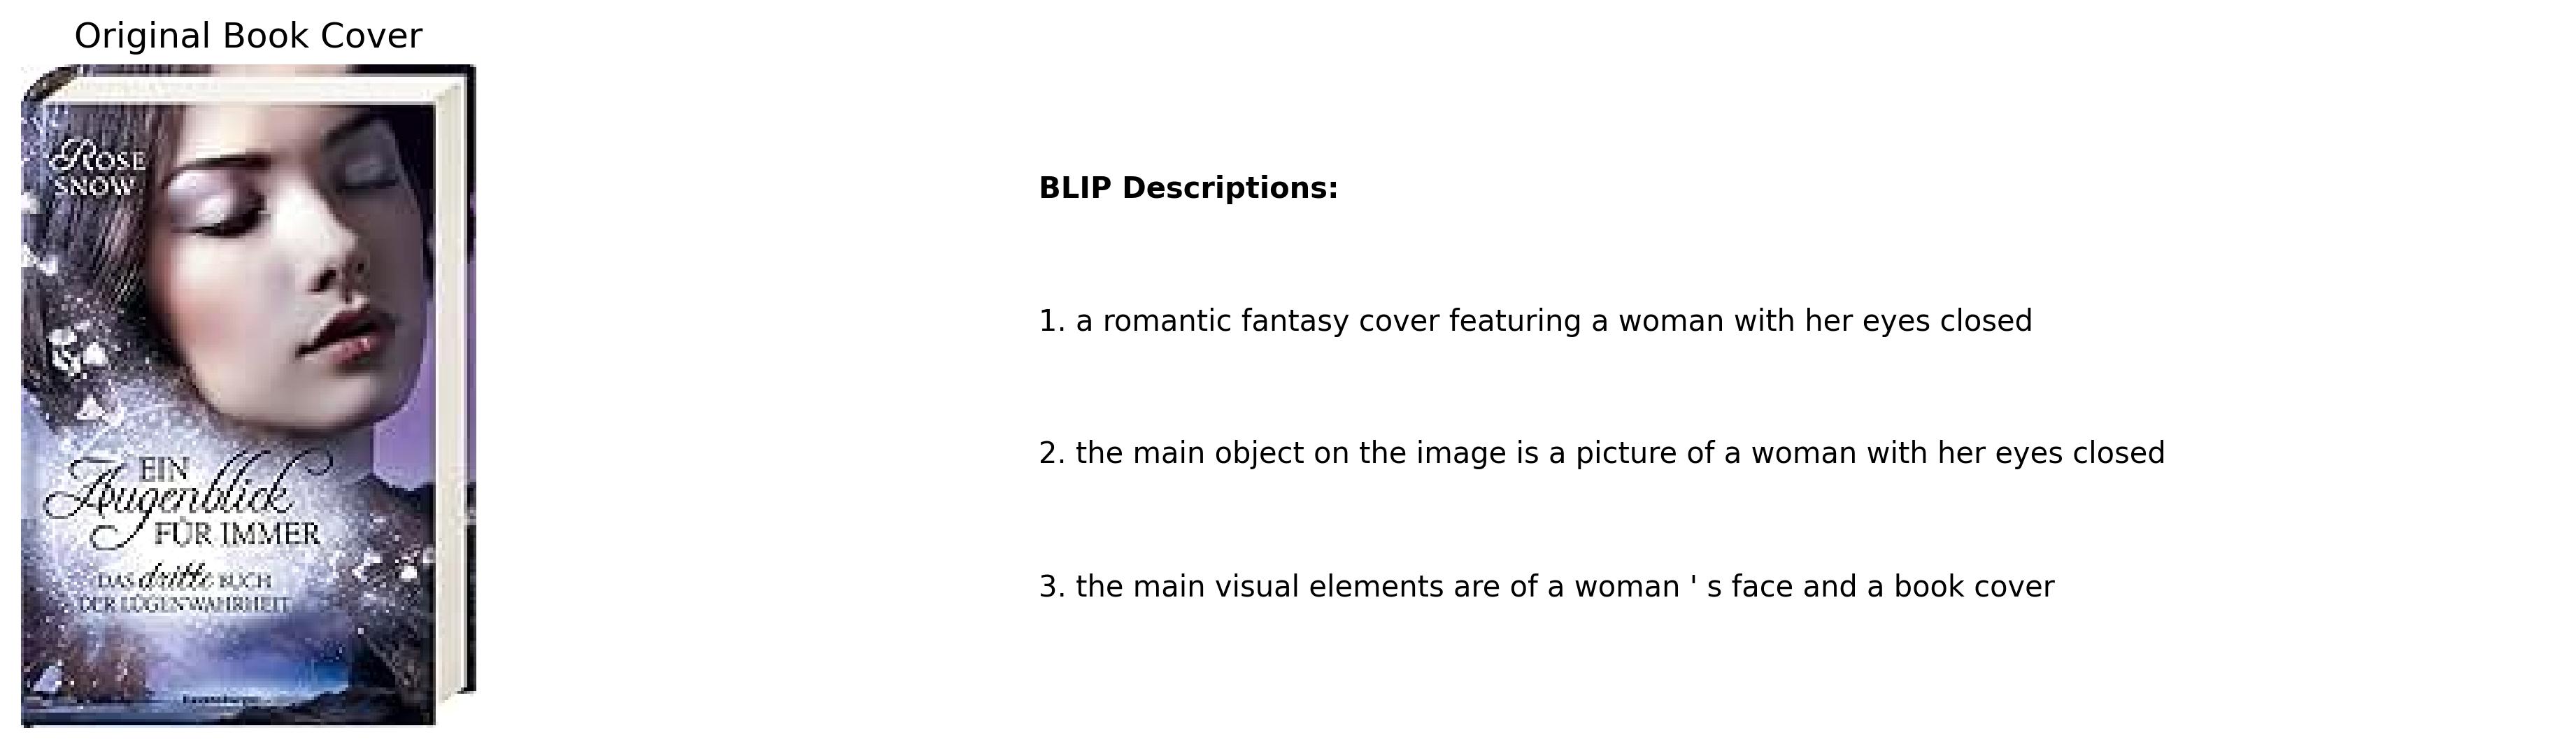 Original Book Cover
Rose
SNOW
EIN
Augenblick
FÜR IMMER
DAS dritte BUCH
DER LÜGENWAHRHEIT
BLIP Descriptions:
1. a romantic fantasy cover featuring a woman with her eyes closed
2. the main object on the image is a picture of a woman with her eyes closed
3. the main visual elements are of a woman ' s face and a book cover